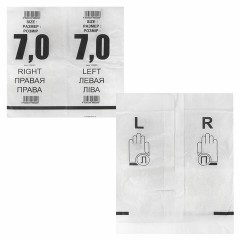 SIZE - SIZE -
РАЗМЕР - РАЗМЕР -
РОЗМІР РОЗМІР
7,0 7,0
RIGHT LEFT
ПРАВАЯ ЛЕВАЯ
ПРАВА ЛІВА
L R
Л П